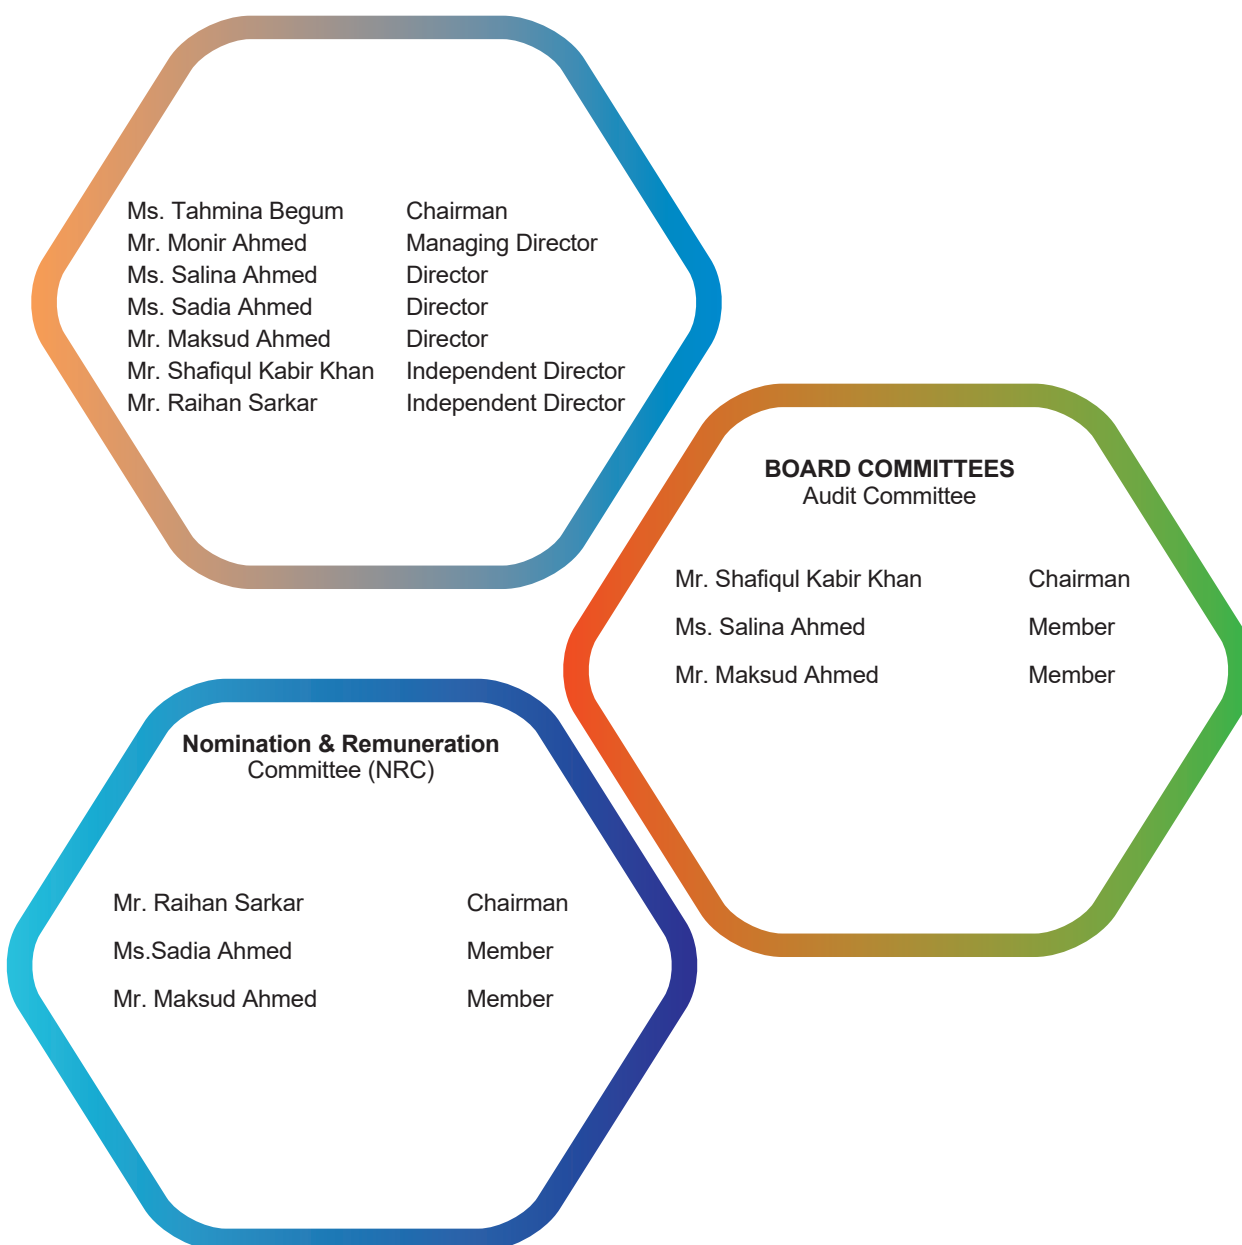 Ms. Tahmina Begum Chairman
Mr. Monir Ahmed Managing Director
Ms. Salina Ahmed Director
Ms. Sadia Ahmed Director
Mr. Maksud Ahmed Director
Mr. Shafiqul Kabir Khan Independent Director
Mr. Raihan Sarkar Independent Director
BOARD COMMITTEES
Audit Committee
Mr. Shafiqul Kabir Khan Chairman
Ms. Salina Ahmed Member
Mr. Maksud Ahmed Member
Nomination & Remuneration
Committee (NRC)
Mr. Raihan Sarkar Chairman
Ms.Sadia Ahmed Member
Mr. Maksud Ahmed Member